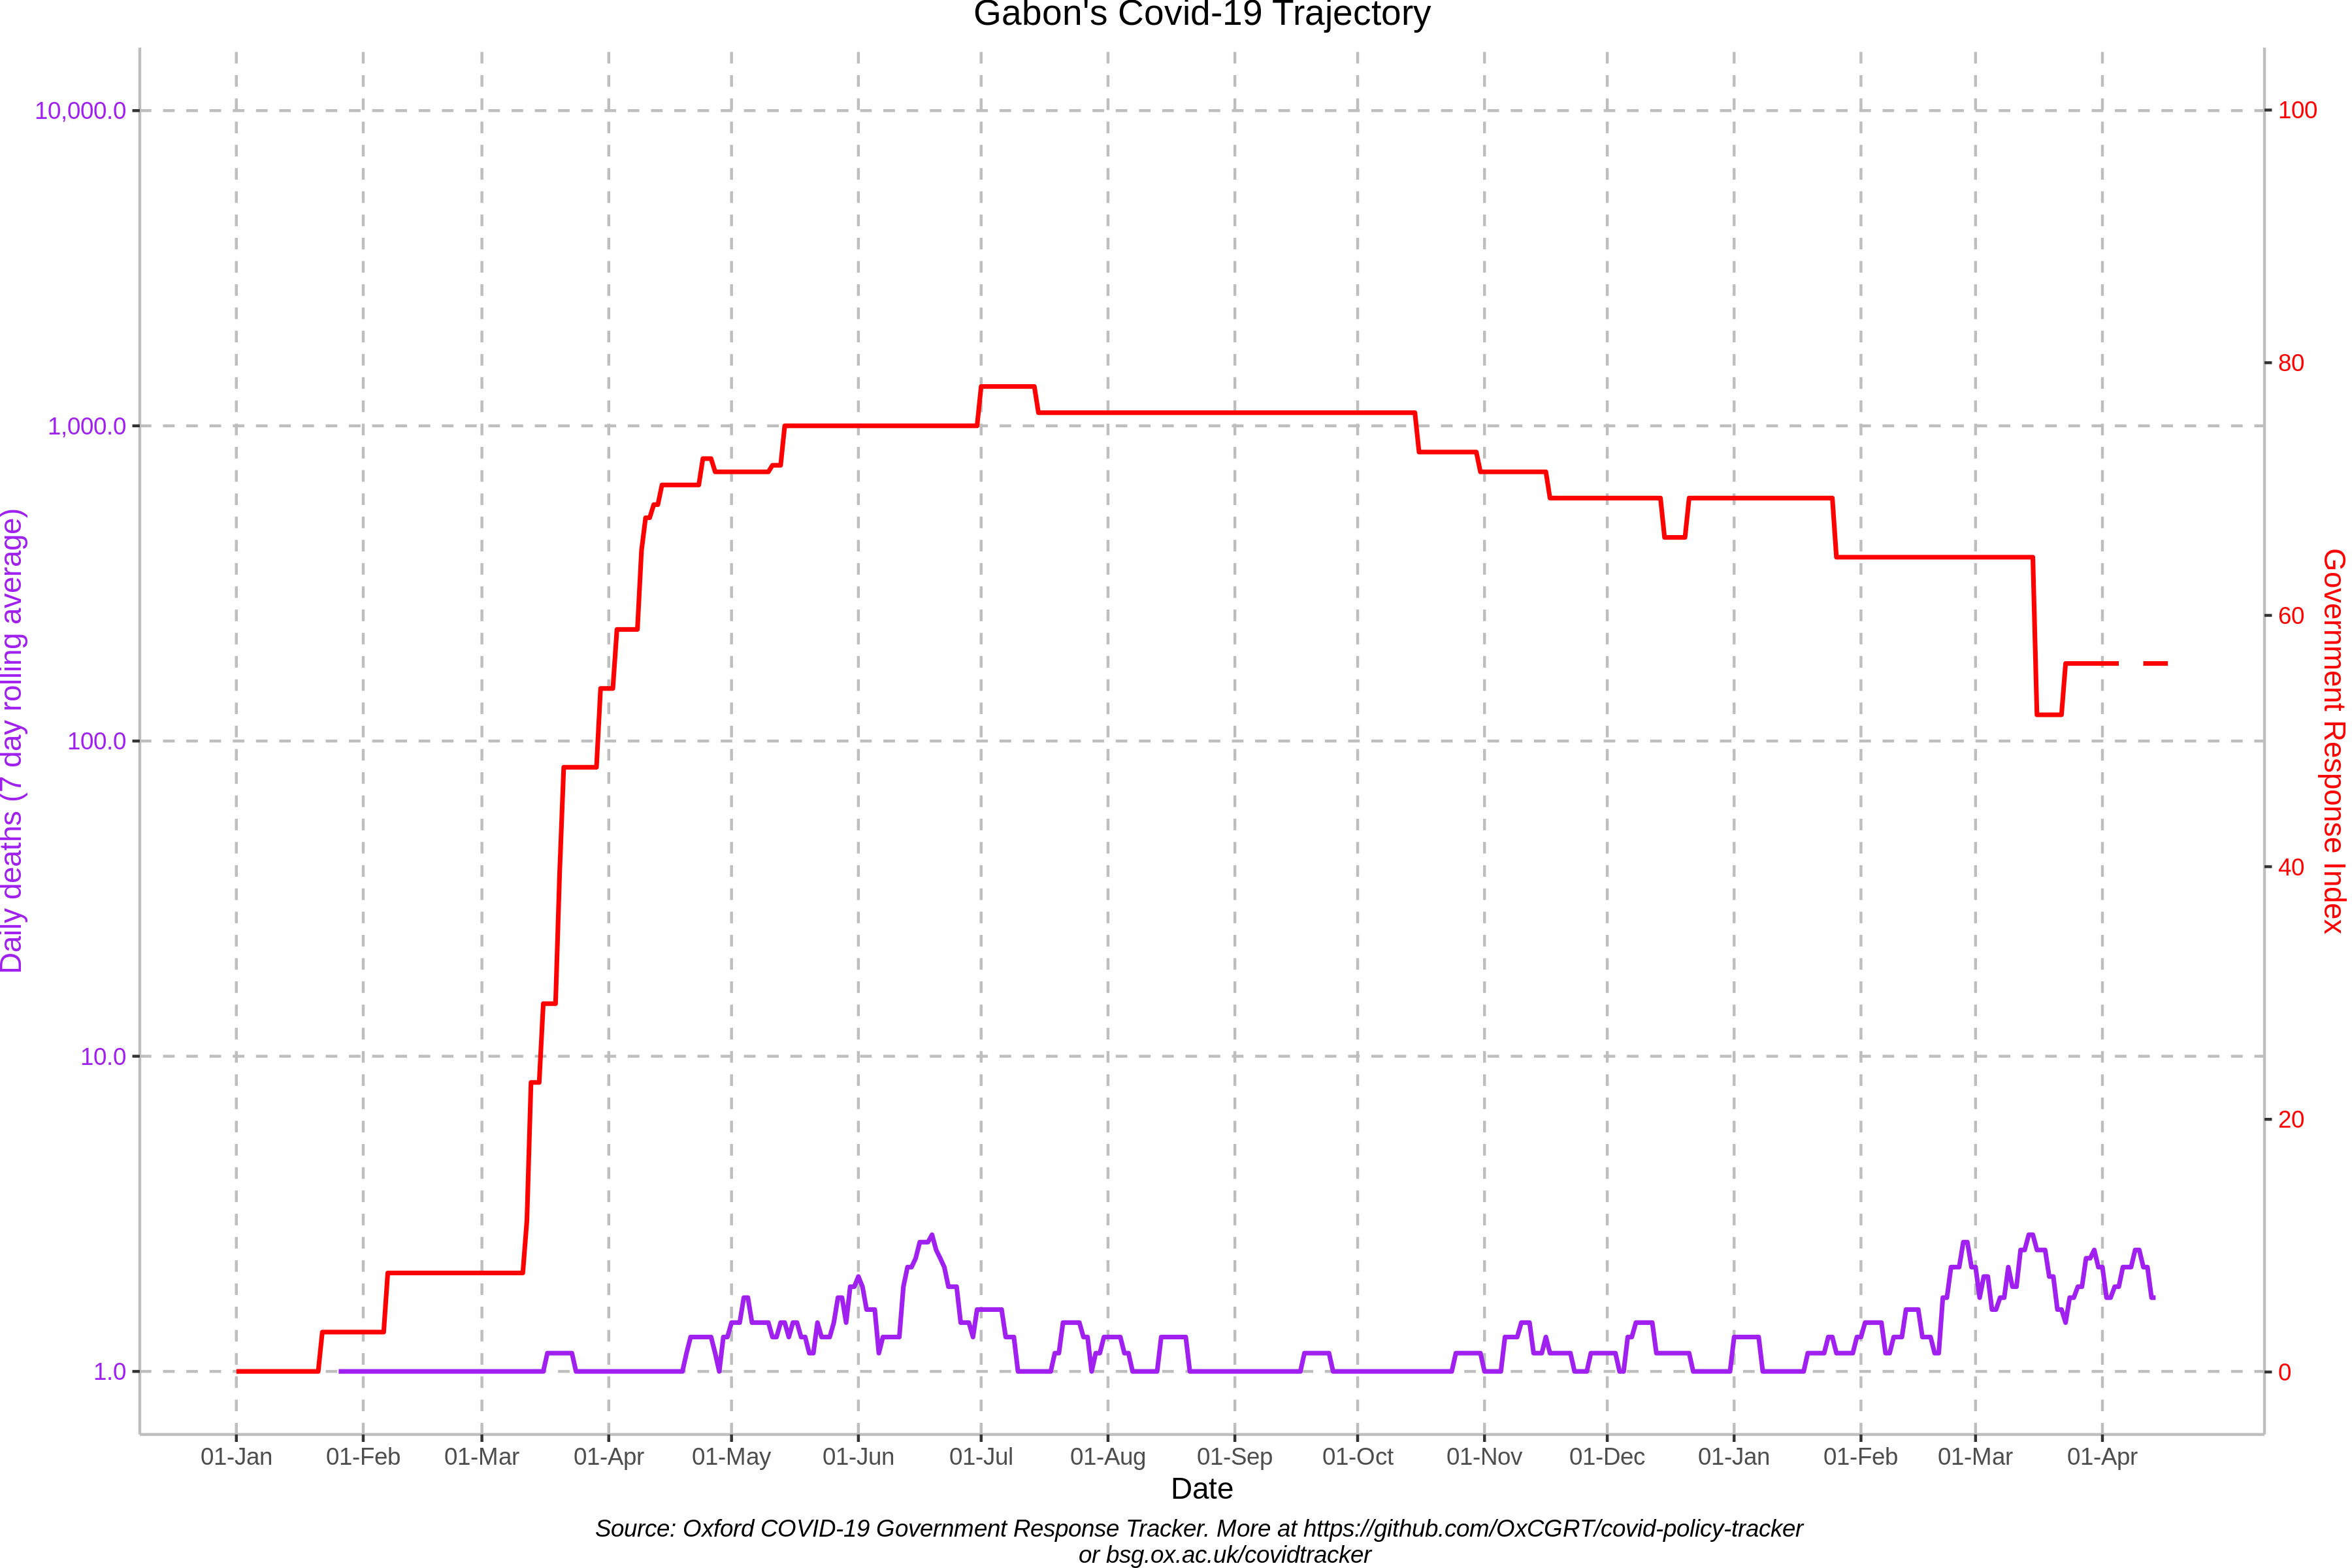 Gabon's Covid-19 Trajectory
10,000.0
1,000.0
100.0
10.0
1.0
Daily deaths (7 day rolling average)
100
80
60
40
20
0
Government Response Index
01-Jan 01-Feb 01-Mar 01-Apr 01-May 01-Jun 01-Jul 01-Aug 01-Sep 01-Oct 01-Nov 01-Dec 01-Jan 01-Feb 01-Mar 01-Apr
Date
Source: Oxford COVID-19 Government Response Tracker. More at https://github.com/OxCGRT/covid-policy-tracker
or bsg.ox.ac.uk/covidtracker